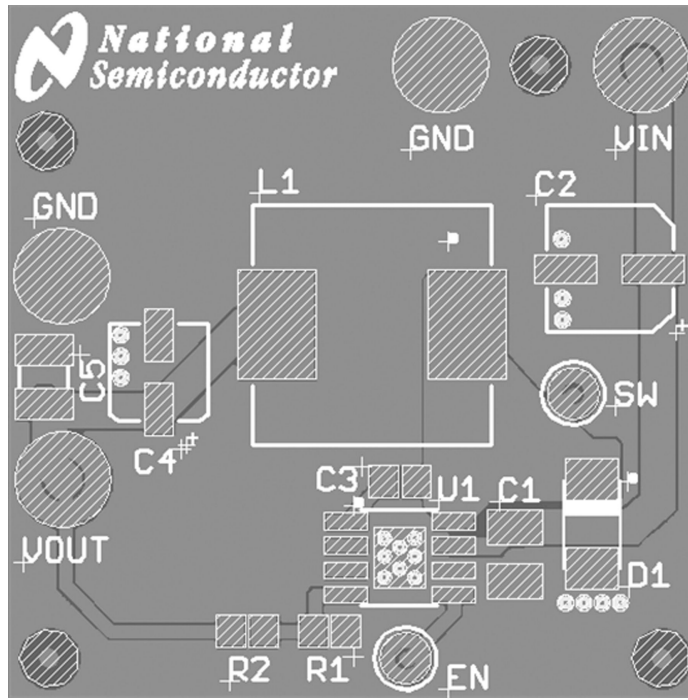 National
Semiconductor
GND
VIN
L1
C2
GND
C5
SW
C4
C3
U1
C1
VOUT
D1
R2
R1
EN